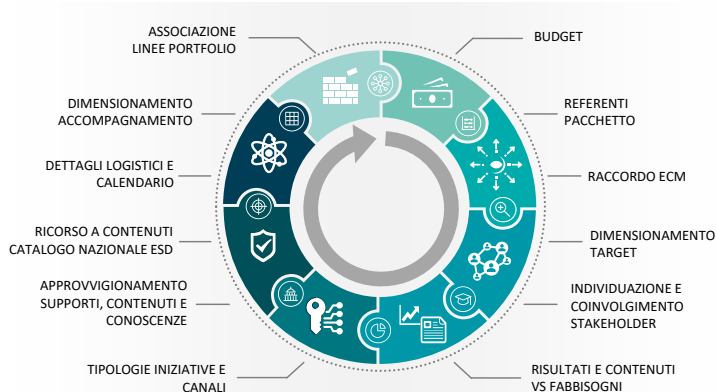 ASSOCIAZIONE
LINEE PORTFOLIO
BUDGET
DIMENSIONAMENTO
ACCOMPAGNAMENTO
REFERENTI
PACCHETTO
DETTAGLI LOGISTICI E
CALENDARIO
RACCORDO ECM
RICORSO A CONTENUTI
CATALOGO NAZIONALE ESD
DIMENSIONAMENTO
TARGET
APPROVVIGIONAMENTO
SUPPORTI, CONTENUTI E
CONOSCENZE
INDIVIDUAZIONE E
COINVOLGIMENTO
STAKEHOLDER
TIPOLOGIE INIZIATIVE E
CANALI
RISULTATI E CONTENUTI
VS FABBISOGNI